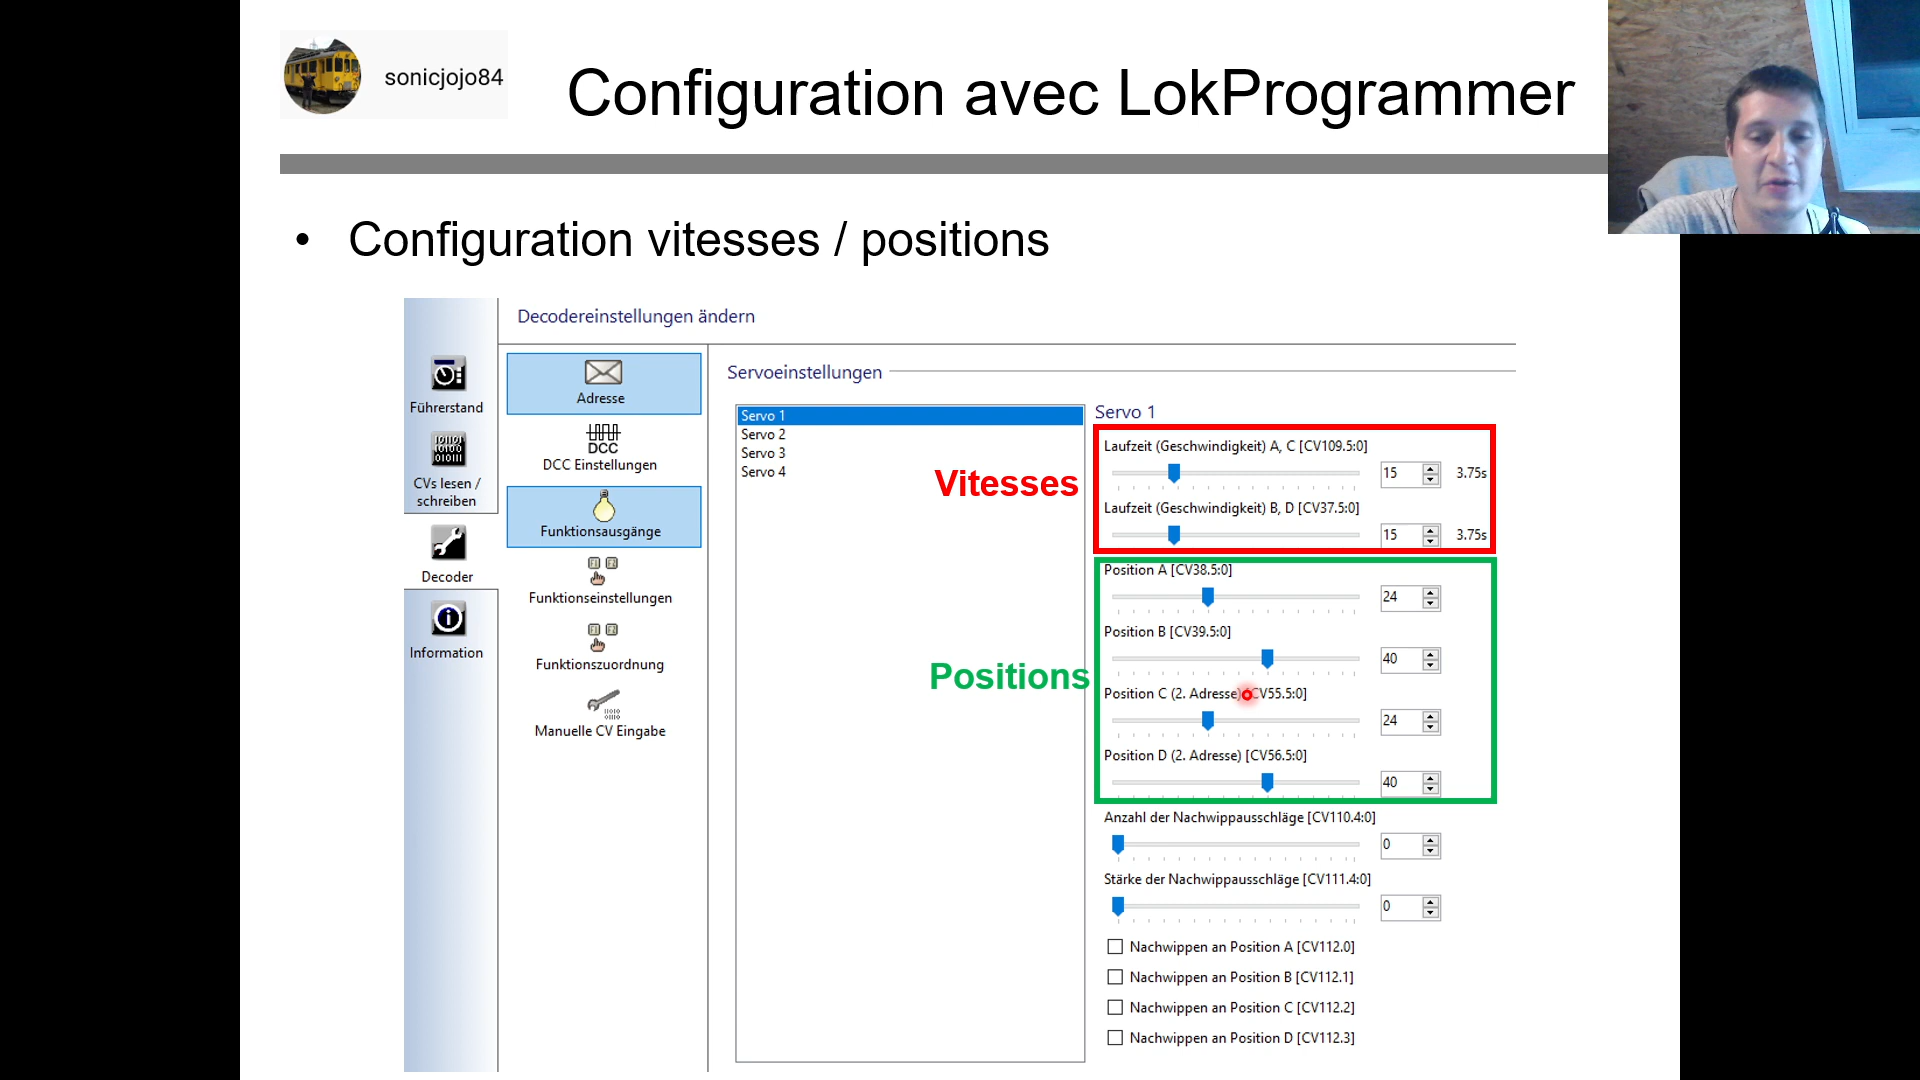 sonicjojo84
Configuration avec LokProgrammer
• Configuration vitesses / positions
Decodereinstellungen ändern
Führerstand
CVs lesen /
schreiben
Decoder
Information
Adresse
DCC
DCC Einstellungen
Funktionsausgänge
Funktionseinstellungen
Funktionszuordnung
Manuelle CV Eingabe
Servoeinstellungen
Servo 1
Servo 2
Servo 3
Servo 4
Vitesses
Positions
Servo 1
Laufzeit (Geschwindigkeit) A, C [CV109.5:0]
15 3.75s
Laufzeit (Geschwindigkeit) B, D [CV37.5:0]
15 3.75s
Position A [CV38.5:0]
24
Position B [CV39.5:0]
40
Position C (2. Adresse) [CV55.5:0]
24
Position D (2. Adresse) [CV56.5:0]
40
Anzahl der Nachwippausschläge [CV110.4:0]
0
Stärke der Nachwippausschläge [CV111.4:0]
0
Nachwippen an Position A [CV112.0]
Nachwippen an Position B [CV112.1]
Nachwippen an Position C [CV112.2]
Nachwippen an Position D [CV112.3]